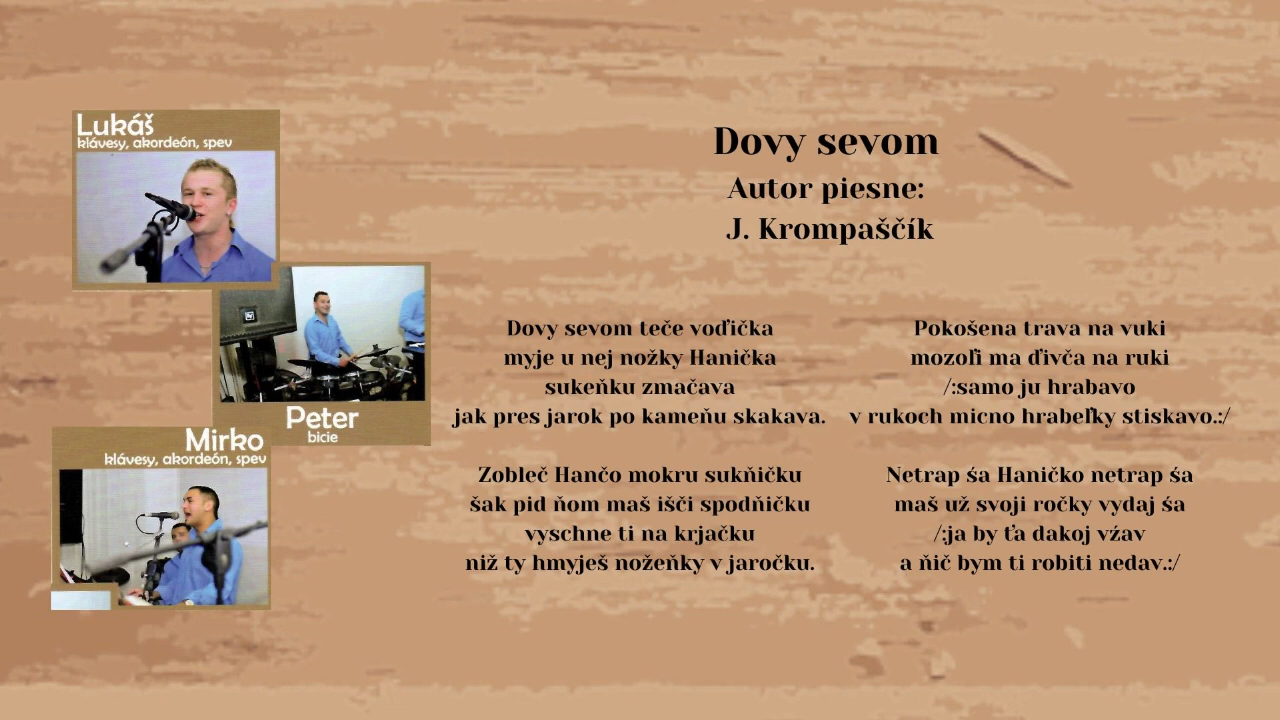 Lukáš
klávesy, akordeón, spev
Peter
bicie
Mirko
klávesy, akordeón, spev
Dovy sevom
Autor piesne:
J. Krompaščík
Dovy sevom teče voďička
myje u nej nožky Hanička
sukeňku zmačava
jak pres jarok po kameňu skakava.
Zobleč Hančo mokru sukňičku
šak pid ňom maš išči spodňičku
vyschne ti na krjačku
niž ty hmyješ nožeňky v jaročku.
Pokošena trava na vuki
mozoľi ma ďivča na ruki
/:samo ju hrabavo
v rukoch micno hrabeľky stiskavo.:/
Netrap śa Haničko netrap śa
maš už svoji ročky vydaj śa
/:ja by ťa dakoj vźav
a ňič bym ti robiti nedav.:/